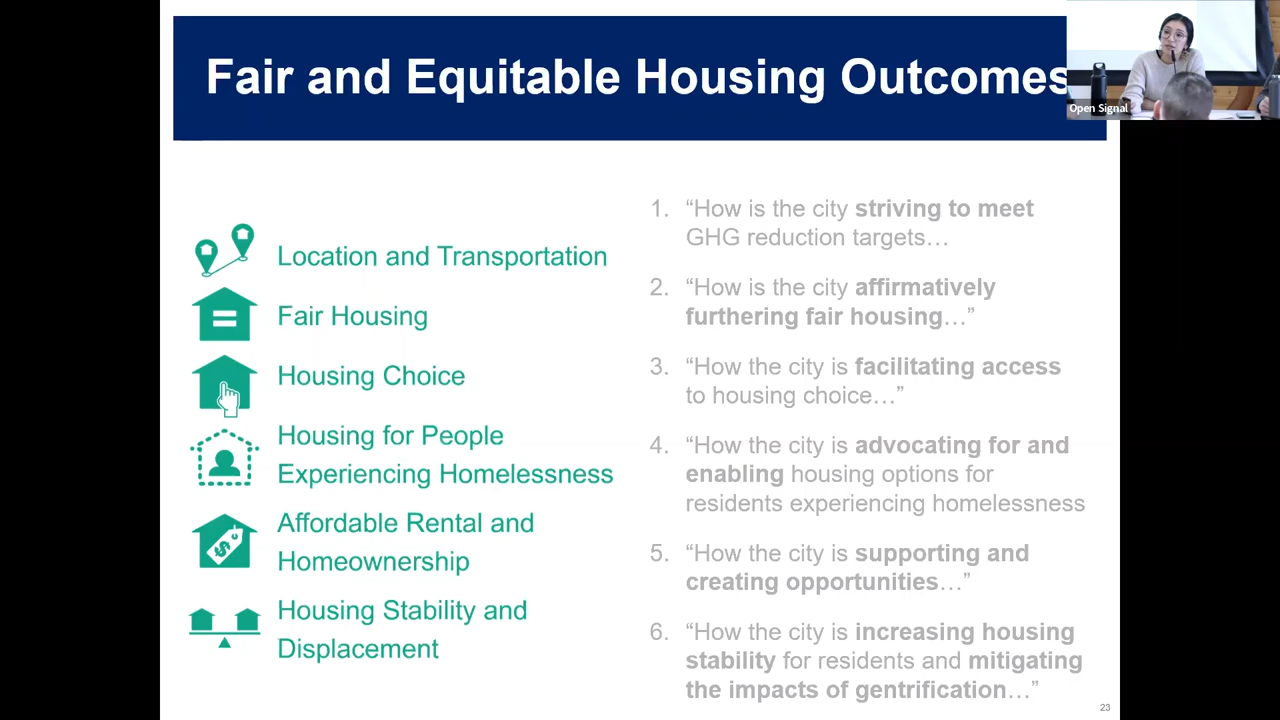 Fair and Equitable Housing Outcomes
Open Signal
Location and Transportation
Fair Housing
Housing Choice
Housing for People
Experiencing Homelessness
Affordable Rental and
Homeownership
Housing Stability and
Displacement
1. “How is the city striving to meet
GHG reduction targets…
2. “How is the city affirmatively
furthering fair housing…”
3. “How the city is facilitating access
to housing choice…”
4. “How the city is advocating for and
enabling housing options for
residents experiencing homelessness
5. “How the city is supporting and
creating opportunities…”
6. “How the city is increasing housing
stability for residents and mitigating
the impacts of gentrification…”
23